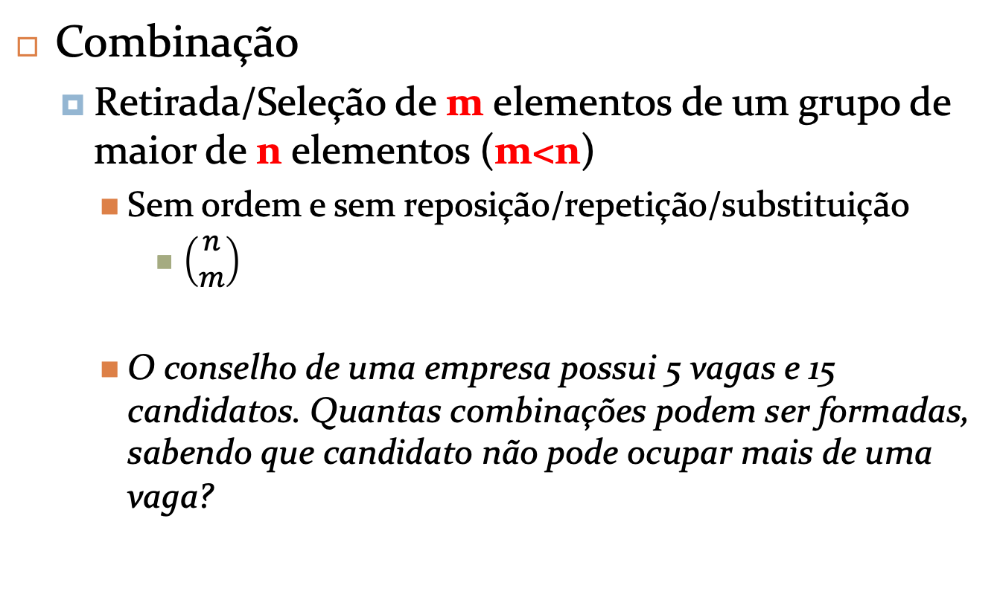 Combinação
Retirada/Seleção de m elementos de um grupo de
maior de n elementos (m<n)
Sem ordem e sem reposição/repetição/substituição
(n
m)
O conselho de uma empresa possui 5 vagas e 15
candidatos. Quantas combinações podem ser formadas,
sabendo que candidato não pode ocupar mais de uma
vaga?